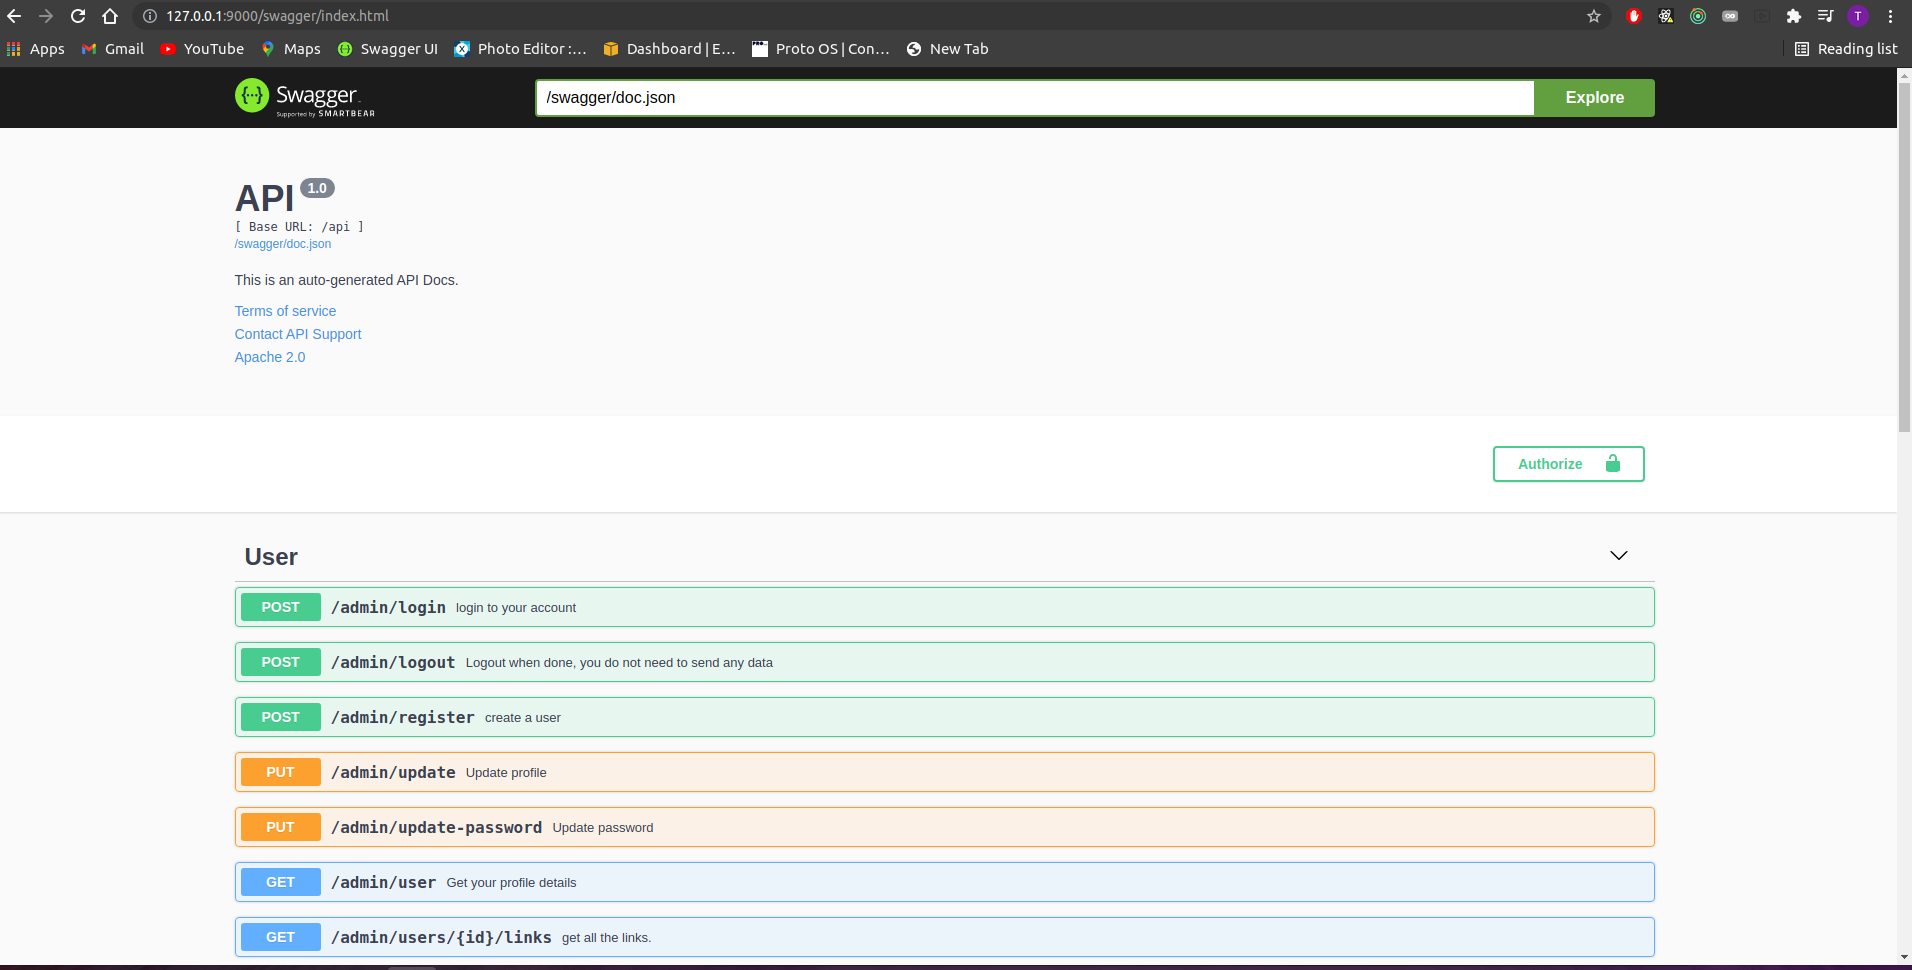 127.0.0.1:9000/swagger/index.html
T
Apps Gmail YouTube Maps Swagger UI Photo Editor :... Dashboard | E... PRO Proto OS | Con... New Tab Reading list
{···} Swagger /swagger/doc.json Explore
Supported by SMARTBEAR
API 1.0
[ Base URL: /api ]
/swagger/doc.json
This is an auto-generated API Docs.
Terms of service
Contact API Support
Apache 2.0
Authorize
User
POST /admin/login login to your account
POST /admin/logout Logout when done, you do not need to send any data
POST /admin/register create a user
PUT /admin/update Update profile
PUT /admin/update-password Update password
GET /admin/user Get your profile details
GET /admin/users/{id}/links get all the links.